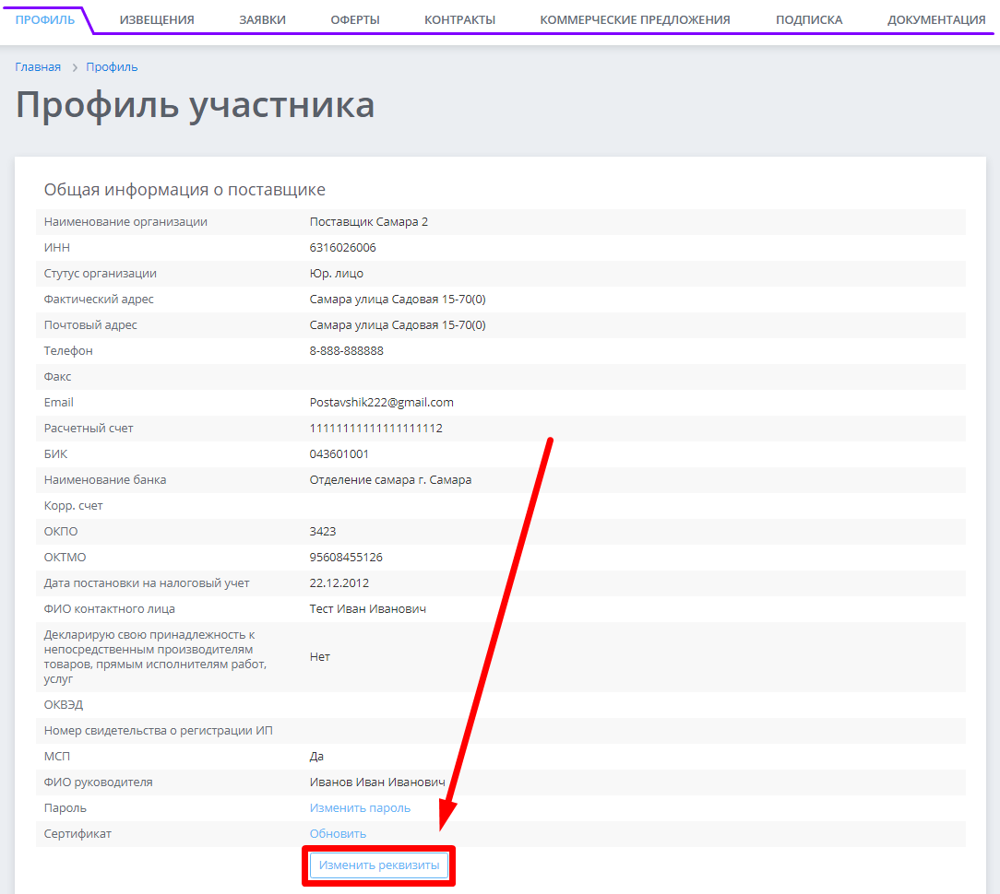 ПРОФИЛЬ ИЗВЕЩЕНИЯ ЗАЯВКИ ОФЕРТЫ КОНТРАКТЫ КОММЕРЧЕСКИЕ ПРЕДЛОЖЕНИЯ ПОДПИСКА ДОКУМЕНТАЦИЯ
Главная > Профиль
Профиль участника
Общая информация о поставщике
Наименование организации Поставщик Самара 2
ИНН 6316026006
Стутус организации Юр. лицо
Фактический адрес Самара улица Садовая 15-70(0)
Почтовый адрес Самара улица Садовая 15-70(0)
Телефон 8-888-888888
Факс
Email Postavshik222@gmail.com
Расчетный счет 11111111111111111112
БИК 043601001
Наименование банка Отделение самара г. Самара
Корр. счет
ОКПО 3423
ОКТМО 95608455126
Дата постановки на налоговый учет 22.12.2012
ФИО контактного лица Тест Иван Иванович
Декларирую свою принадлежность к
непосредственным производителям
товаров, прямым исполнителям работ,
услуг
Нет
ОКВЭД
Номер свидетельства о регистрации ИП
МСП Да
ФИО руководителя Иванов Иван Иванович
Пароль Изменить пароль
Сертификат Обновить
Изменить реквизиты